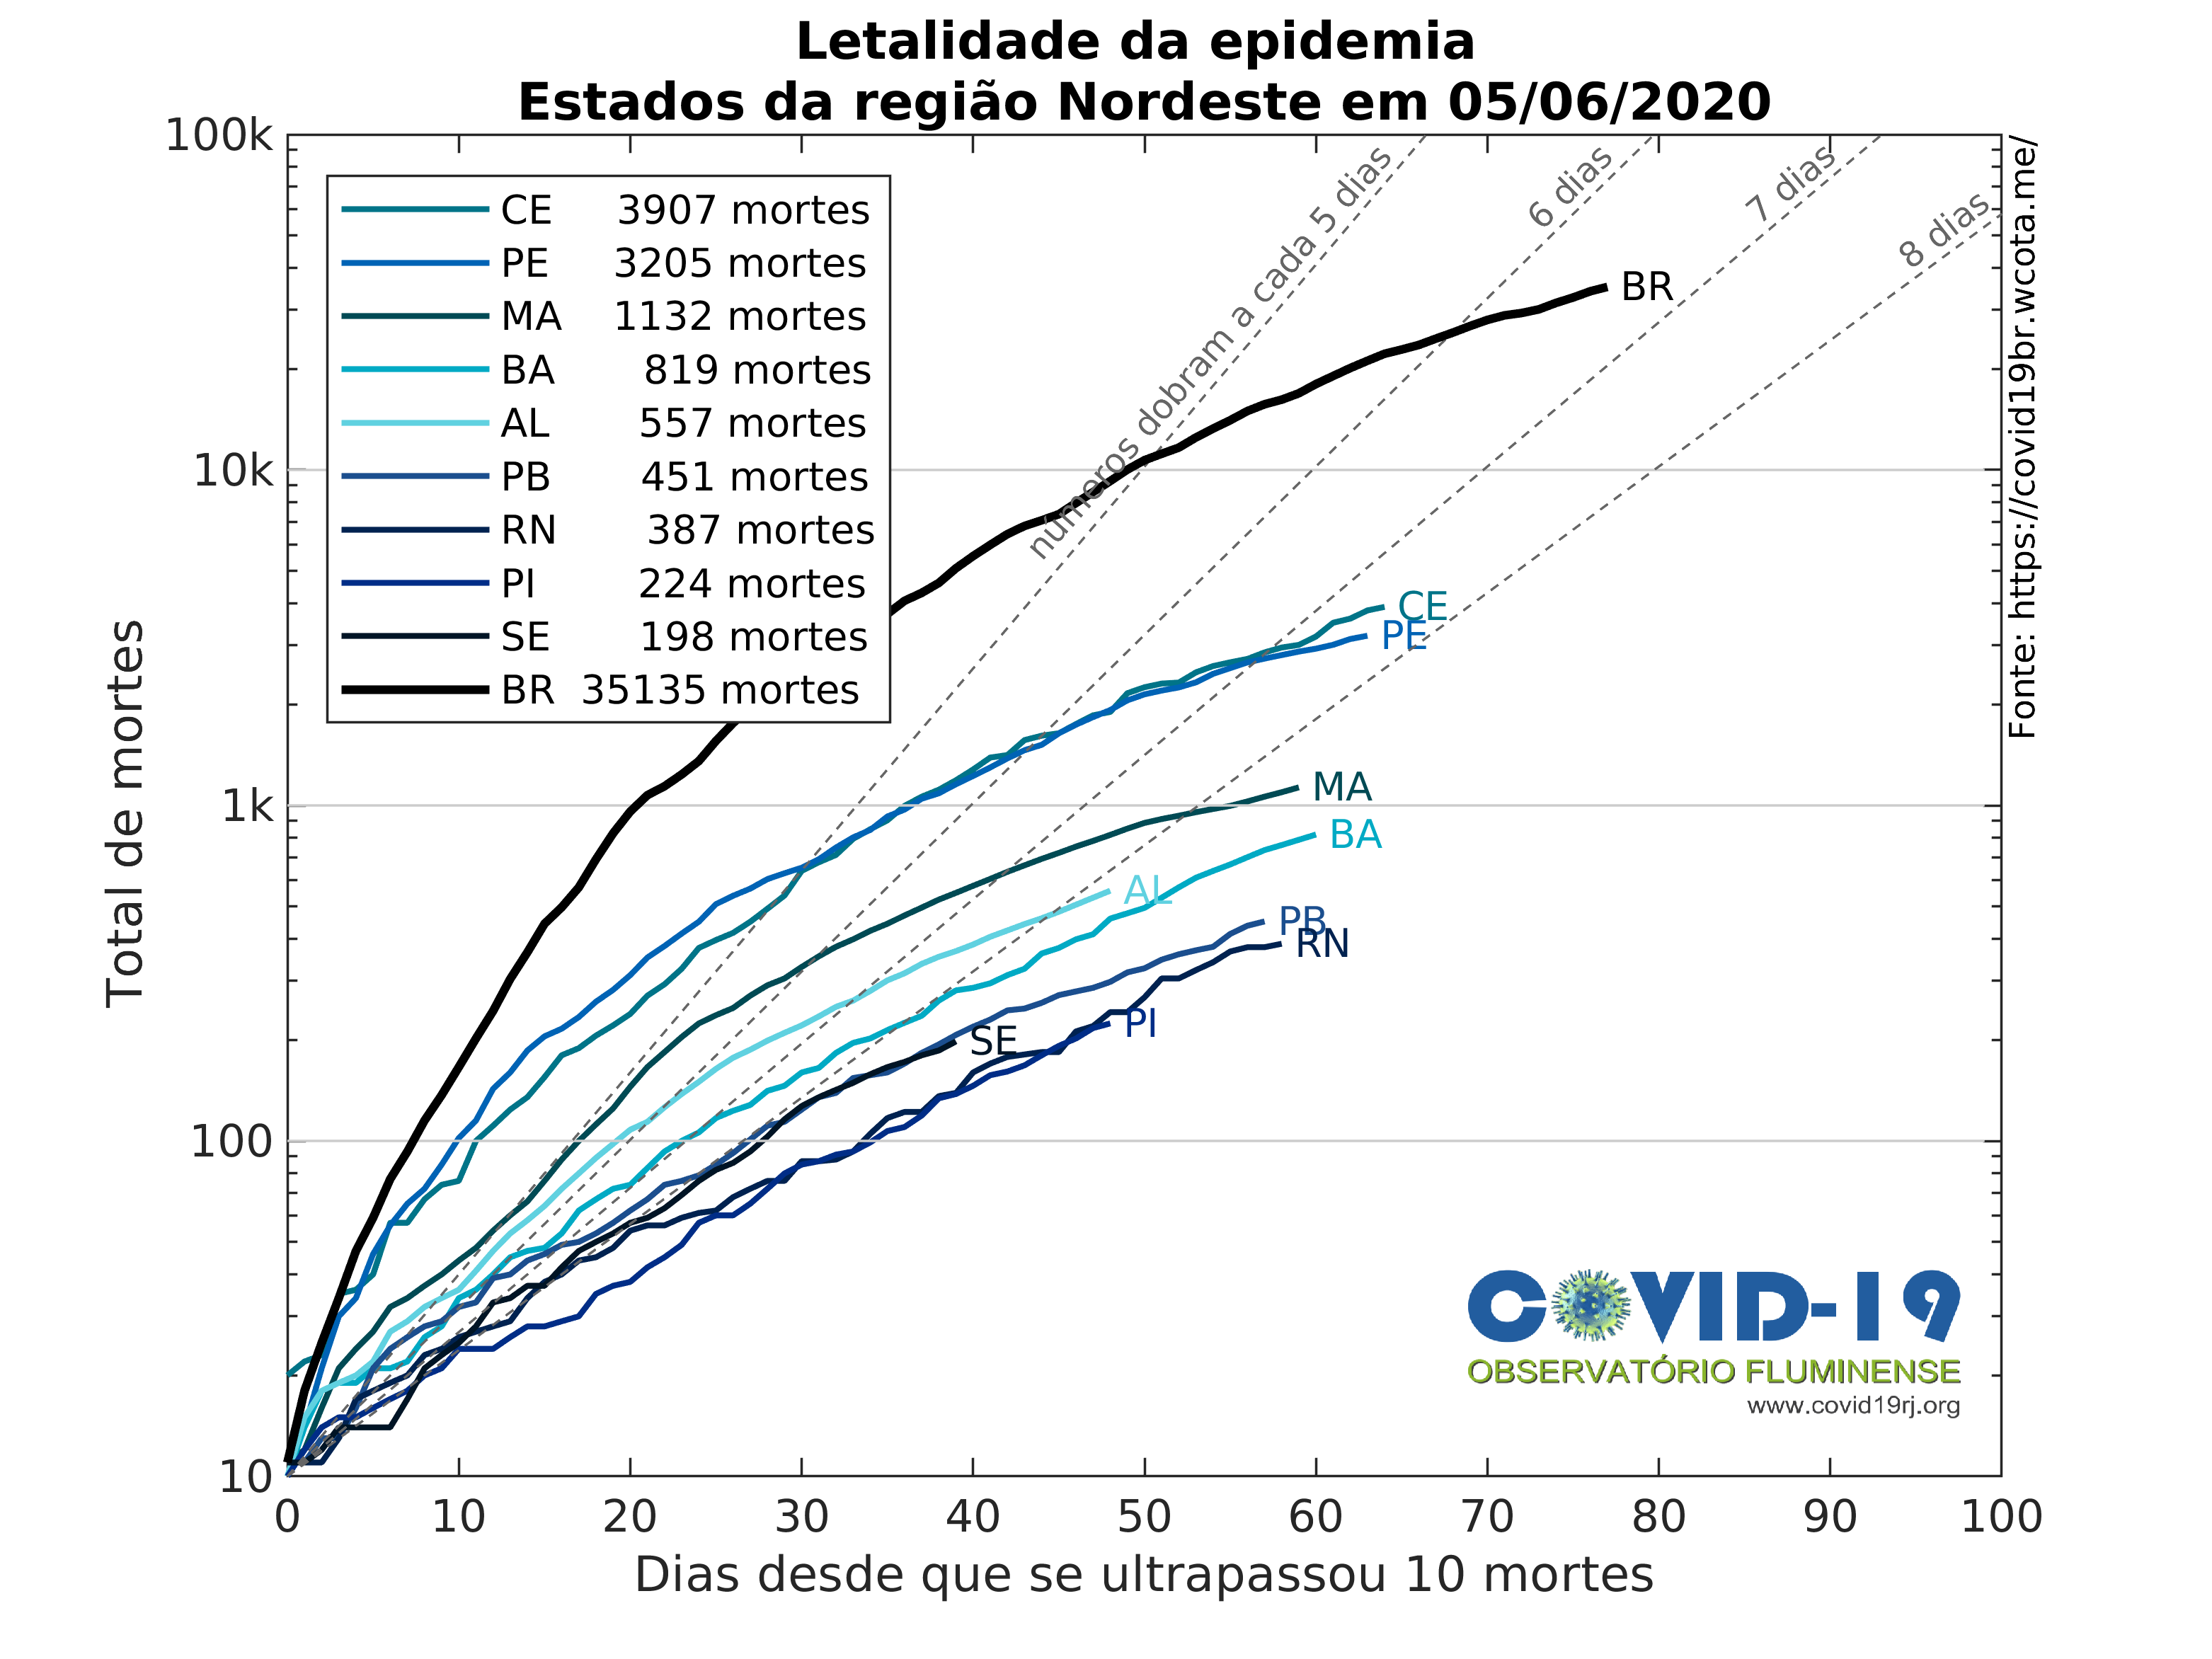 Letalidade da epidemia
Estados da região Nordeste em 05/06/2020
100k
10k
1k
100
10
Total de mortes
CE 3907 mortes
PE 3205 mortes
MA 1132 mortes
BA 819 mortes
AL 557 mortes
PB 451 mortes
RN 387 mortes
PI 224 mortes
SE 198 mortes
BR 35135 mortes
números dobram a cada 5 dias
6 dias
7 dias
8 dias
BR
CE
PE
MA
BA
AL
PB
RN
PI
SE
Fonte: https://covid19br.wcota.me/
COVID-19
OBSERVATÓRIO FLUMINENSE
www.covid19rj.org
0 10 20 30 40 50 60 70 80 90 100
Dias desde que se ultrapassou 10 mortes